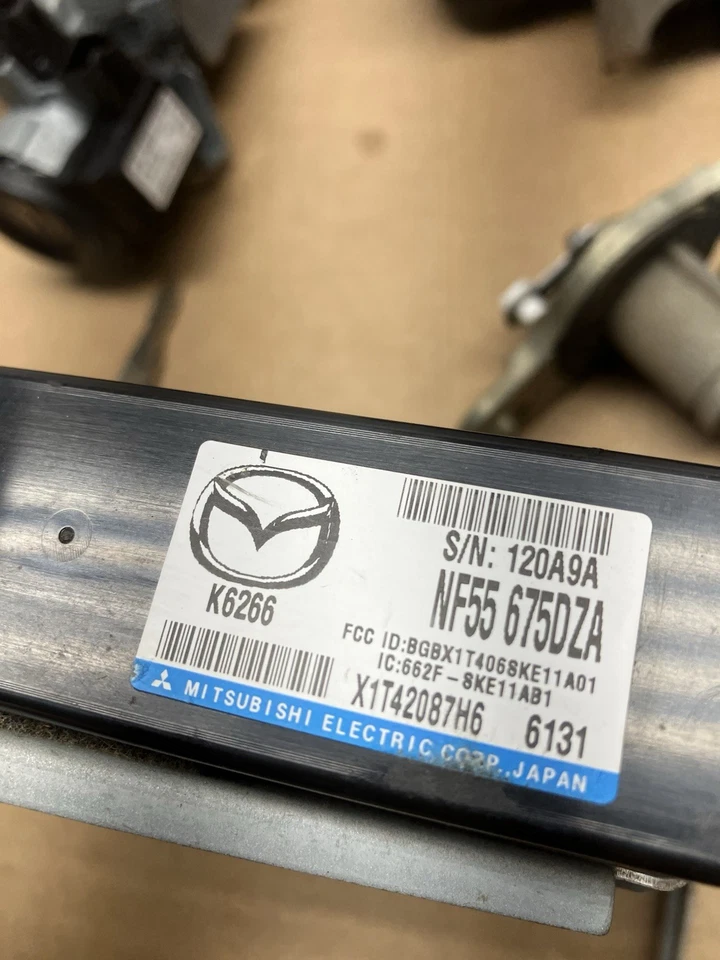 S/N: 120A9A
NF55 675DZA
K6266
FCC ID:BGBX1T406SKE11A01
IC:662F-SKE11AB1
X1T42087H6 6131
MITSUBISHI ELECTRIC CORP.,JAPAN